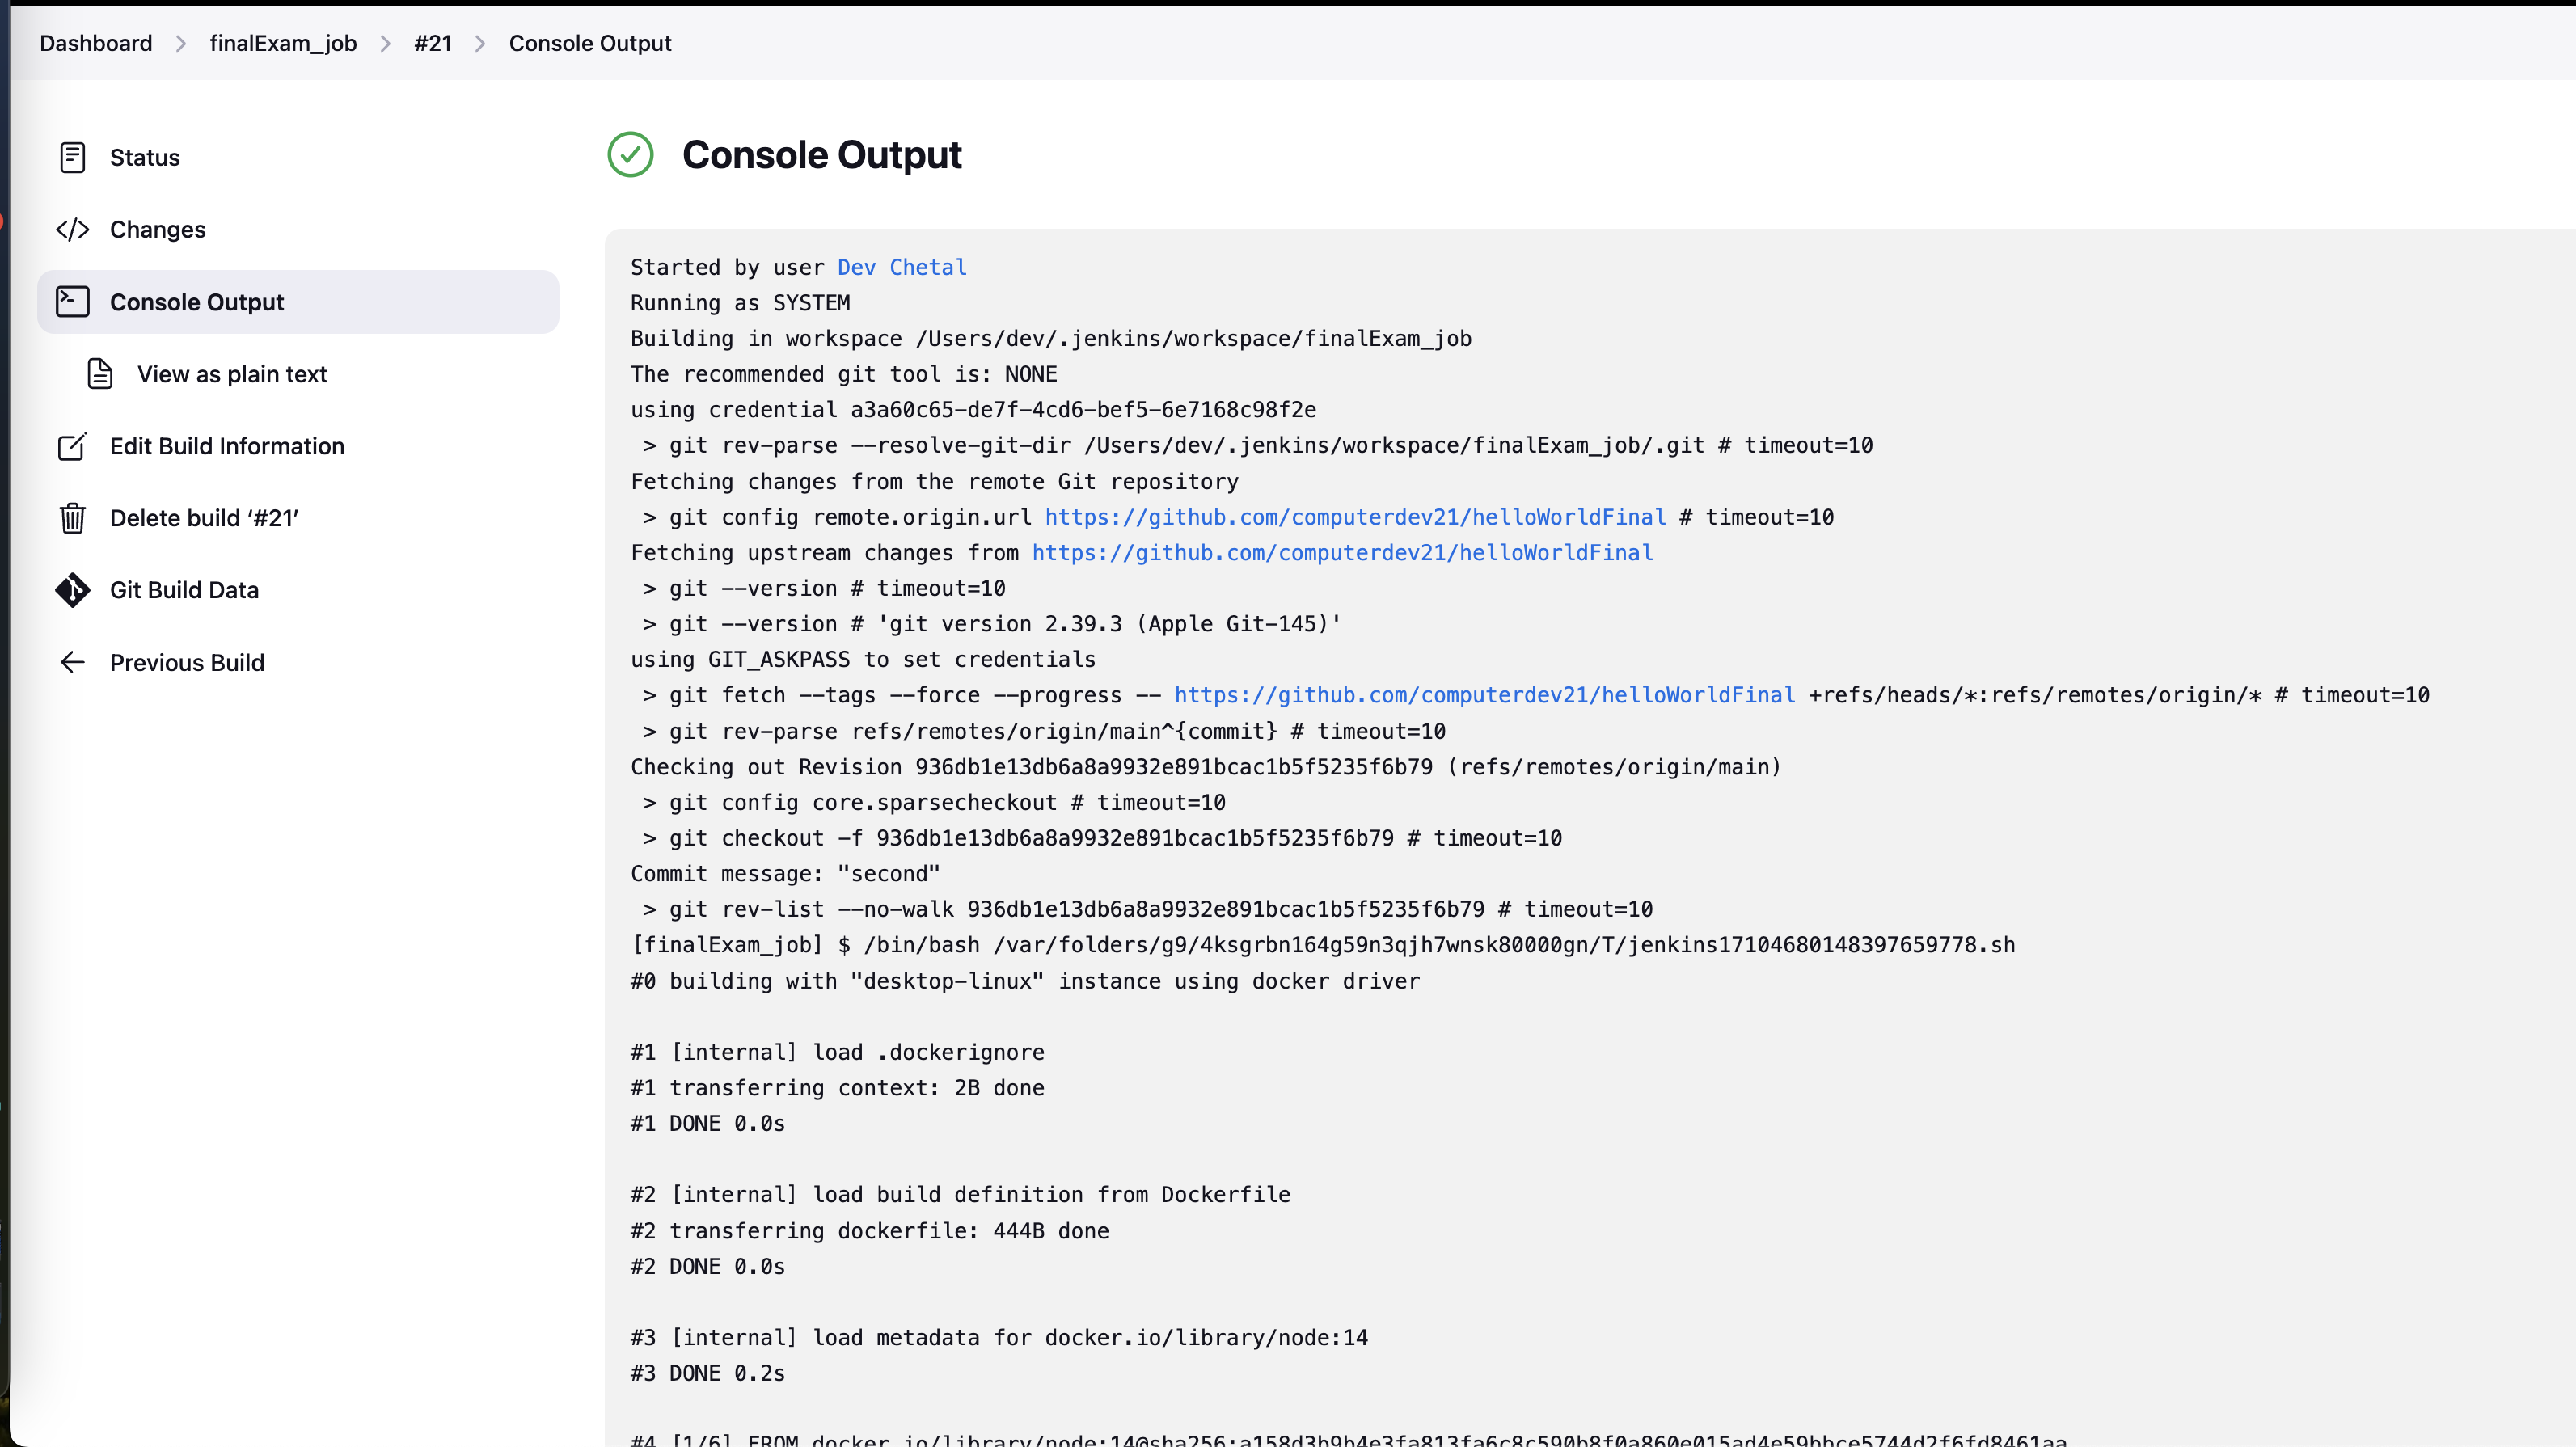 Dashboard > finalExam_job > #21 > Console Output
Status
Changes
Console Output
View as plain text
Edit Build Information
Delete build ‘#21’
Git Build Data
Previous Build
Console Output
Started by user Dev Chetal
Running as SYSTEM
Building in workspace /Users/dev/.jenkins/workspace/finalExam_job
The recommended git tool is: NONE
using credential a3a60c65-de7f-4cd6-bef5-6e7168c98f2e
 > git rev-parse --resolve-git-dir /Users/dev/.jenkins/workspace/finalExam_job/.git # timeout=10
Fetching changes from the remote Git repository
 > git config remote.origin.url https://github.com/computerdev21/helloWorldFinal # timeout=10
Fetching upstream changes from https://github.com/computerdev21/helloWorldFinal
 > git --version # timeout=10
 > git --version # 'git version 2.39.3 (Apple Git-145)'
using GIT_ASKPASS to set credentials
 > git fetch --tags --force --progress -- https://github.com/computerdev21/helloWorldFinal +refs/heads/*:refs/remotes/origin/* # timeout=10
 > git rev-parse refs/remotes/origin/main^{commit} # timeout=10
Checking out Revision 936db1e13db6a8a9932e891bcac1b5f5235f6b79 (refs/remotes/origin/main)
 > git config core.sparsecheckout # timeout=10
 > git checkout -f 936db1e13db6a8a9932e891bcac1b5f5235f6b79 # timeout=10
Commit message: "second"
 > git rev-list --no-walk 936db1e13db6a8a9932e891bcac1b5f5235f6b79 # timeout=10
[finalExam_job] $ /bin/bash /var/folders/g9/4ksgrbn164g59n3qjh7wnsk80000gn/T/jenkins17104680148397659778.sh
#0 building with "desktop-linux" instance using docker driver
#1 [internal] load .dockerignore
#1 transferring context: 2B done
#1 DONE 0.0s
#2 [internal] load build definition from Dockerfile
#2 transferring dockerfile: 444B done
#2 DONE 0.0s
#3 [internal] load metadata for docker.io/library/node:14
#3 DONE 0.2s
#4 [1/6] FROM docker.io/library/node:14@sha256:a158d3b9b4e3fa813fa6c8c590b8f0a860e015ad4e59bbce5744d2f6fd8461aa